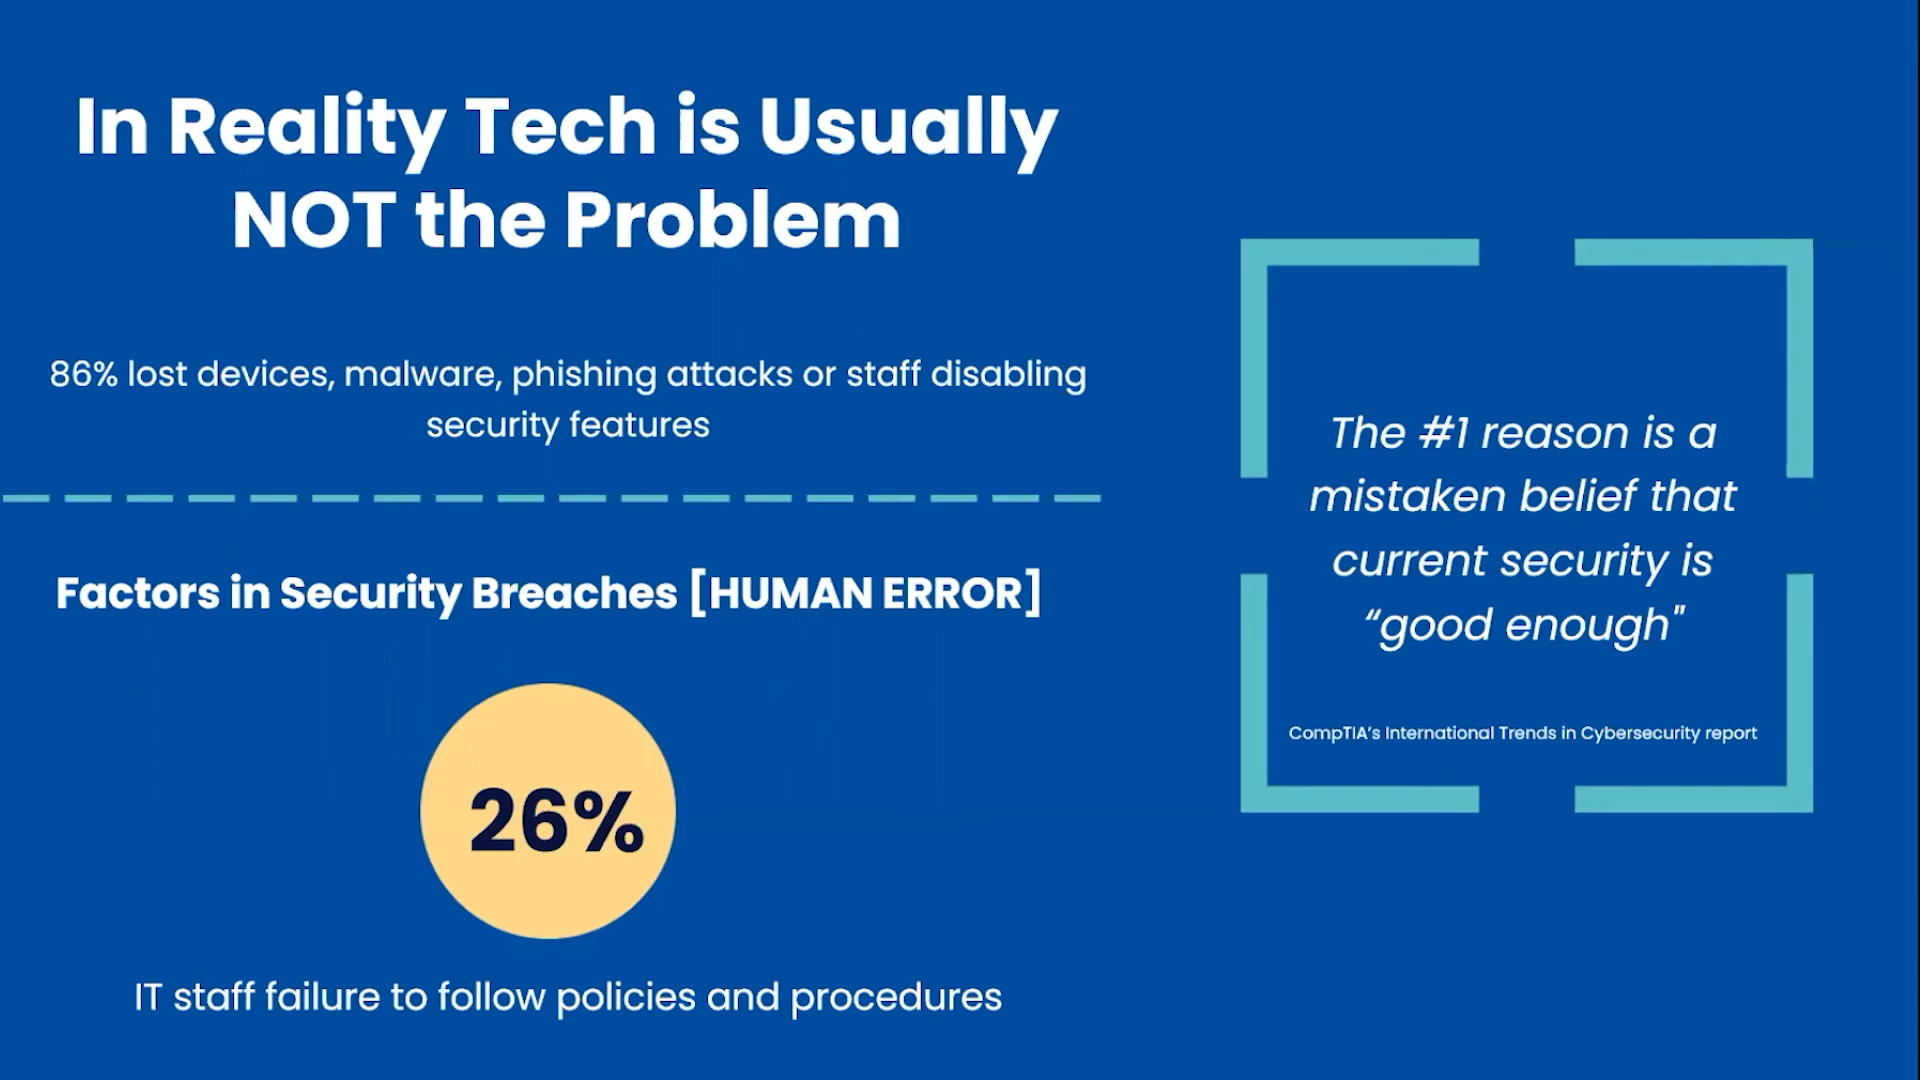 In Reality Tech is Usually
NOT the Problem
86% lost devices, malware, phishing attacks or staff disabling
security features
Factors in Security Breaches [HUMAN ERROR]
26%
IT staff failure to follow policies and procedures
The #1 reason is a
mistaken belief that
current security is
“good enough"
CompTIA’s International Trends in Cybersecurity report